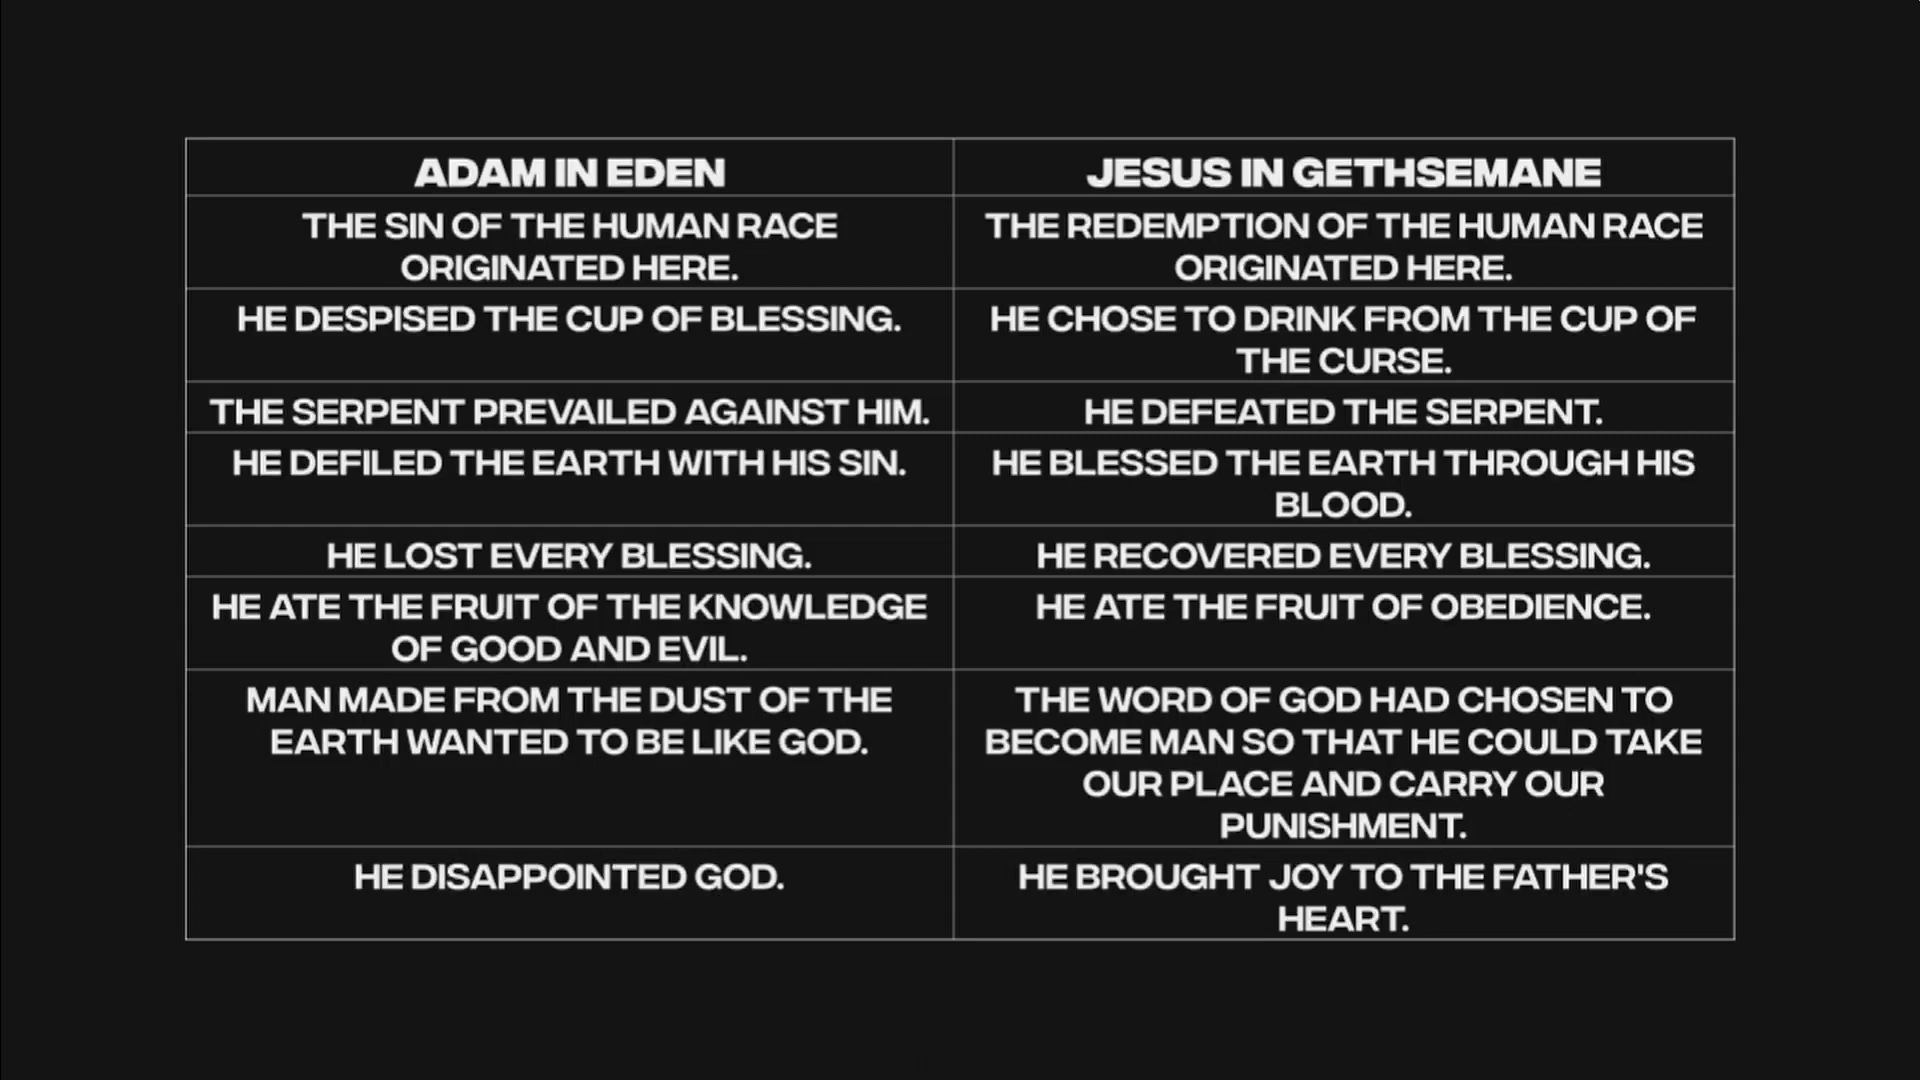 ADAM IN EDEN
JESUS IN GETHSEMANE
THE SIN OF THE HUMAN RACE
ORIGINATED HERE.
THE REDEMPTION OF THE HUMAN RACE
ORIGINATED HERE.
HE DESPISED THE CUP OF BLESSING.
HE CHOSE TO DRINK FROM THE CUP OF
THE CURSE.
THE SERPENT PREVAILED AGAINST HIM.
HE DEFEATED THE SERPENT.
HE DEFILED THE EARTH WITH HIS SIN.
HE BLESSED THE EARTH THROUGH HIS
BLOOD.
HE LOST EVERY BLESSING.
HE RECOVERED EVERY BLESSING.
HE ATE THE FRUIT OF THE KNOWLEDGE
OF GOOD AND EVIL.
HE ATE THE FRUIT OF OBEDIENCE.
MAN MADE FROM THE DUST OF THE
EARTH WANTED TO BE LIKE GOD.
THE WORD OF GOD HAD CHOSEN TO
BECOME MAN SO THAT HE COULD TAKE
OUR PLACE AND CARRY OUR
PUNISHMENT.
HE DISAPPOINTED GOD.
HE BROUGHT JOY TO THE FATHER'S
HEART.